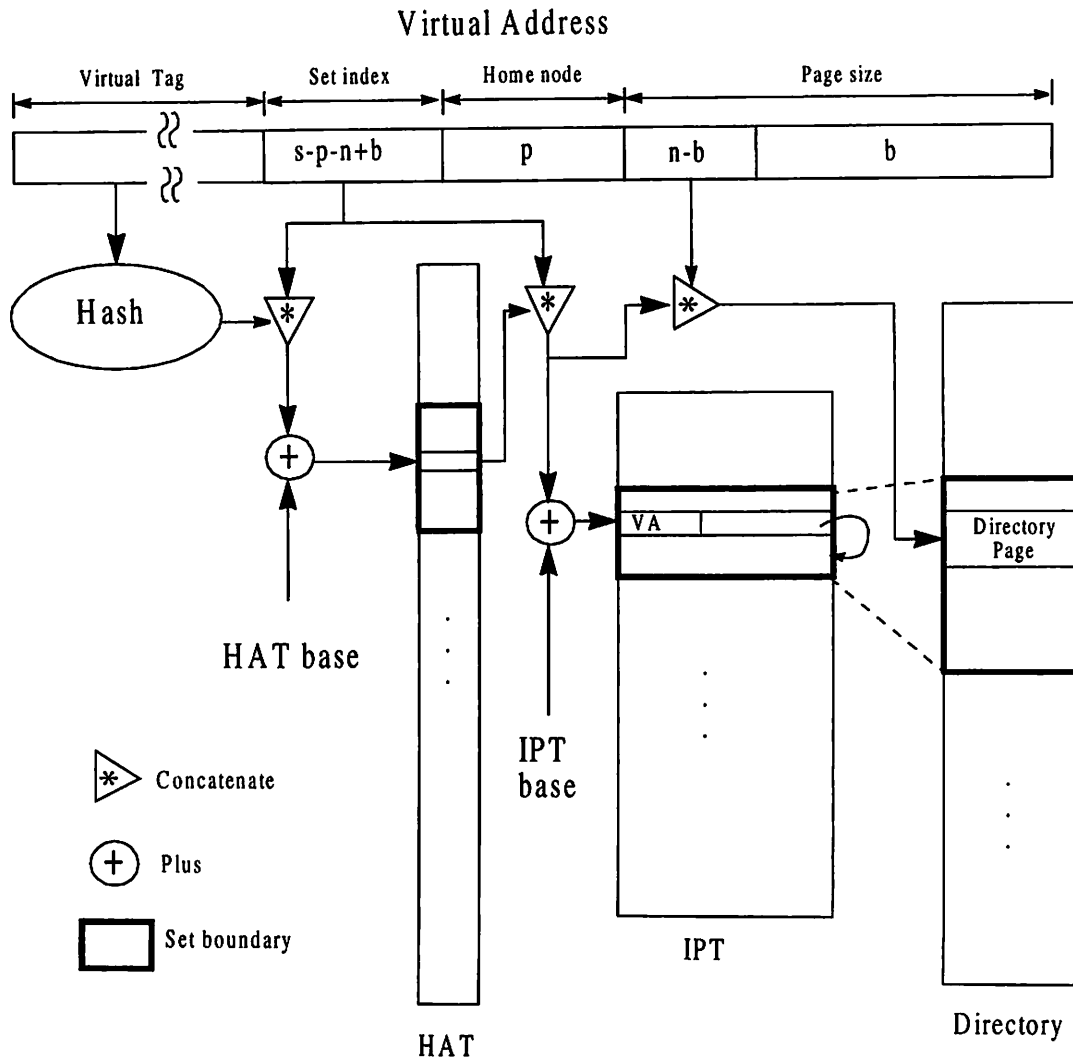 Virtual Address
Virtual Tag Set index Home node Page size
s-p-n+b p n-b b
Hash * * *
+ + VA Directory
Page
HAT base
IPT
base
* Concatenate
+ Plus
Set boundary
IPT
HAT
Directory